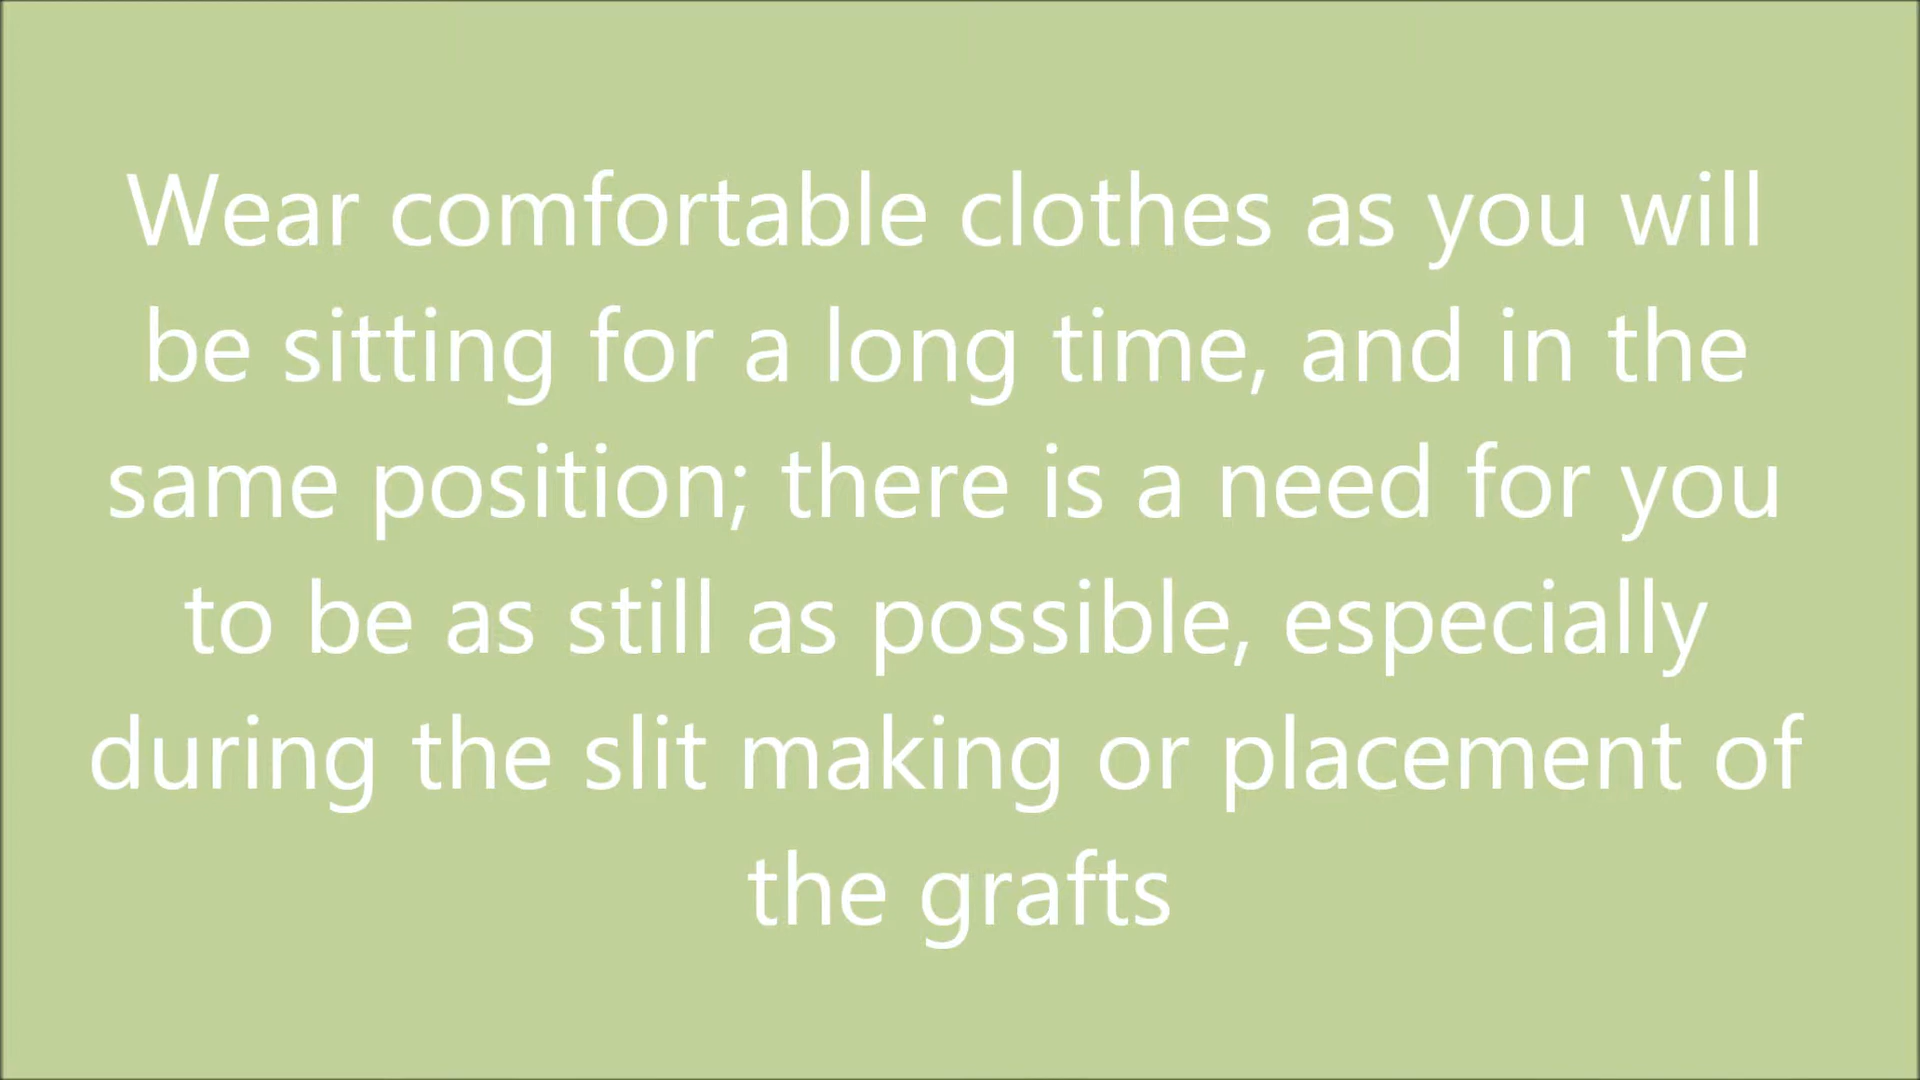 Wear comfortable clothes as you will
be sitting for a long time, and in the
same position; there is a need for you
to be as still as possible, especially
during the slit making or placement of
the grafts